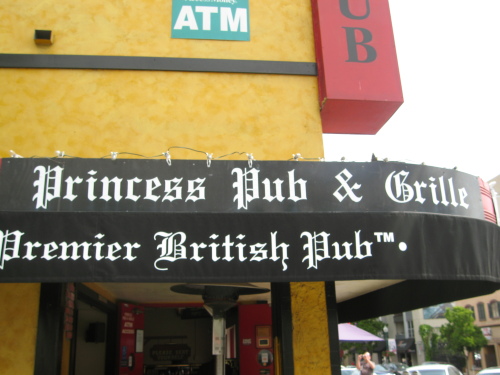 ATM
UB
Princess Pub & Grille
Premier British Pub™•